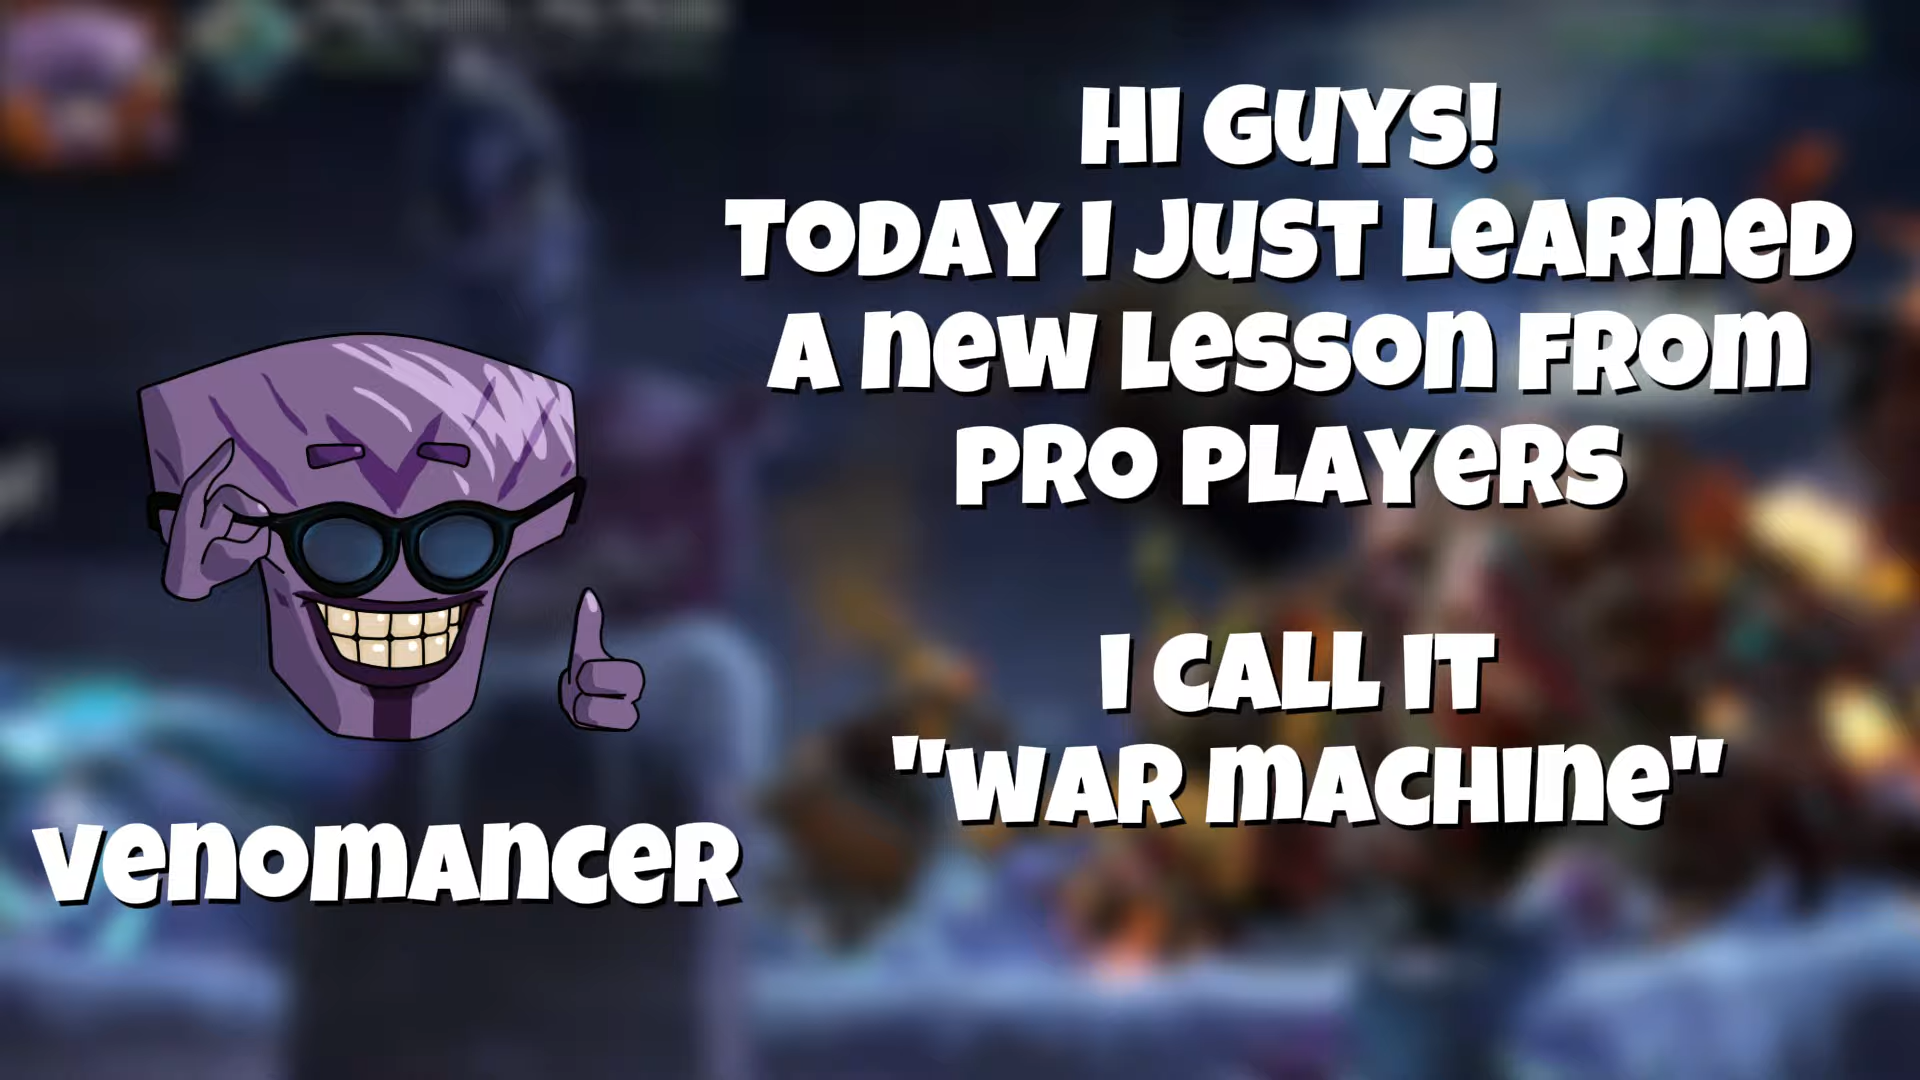 HI GUYS!
TODAY I JUST LEARNED
A NEW LESSON FROM
PRO PLAYERS
I CALL IT
"WAR MACHINE"
VENOMANCER